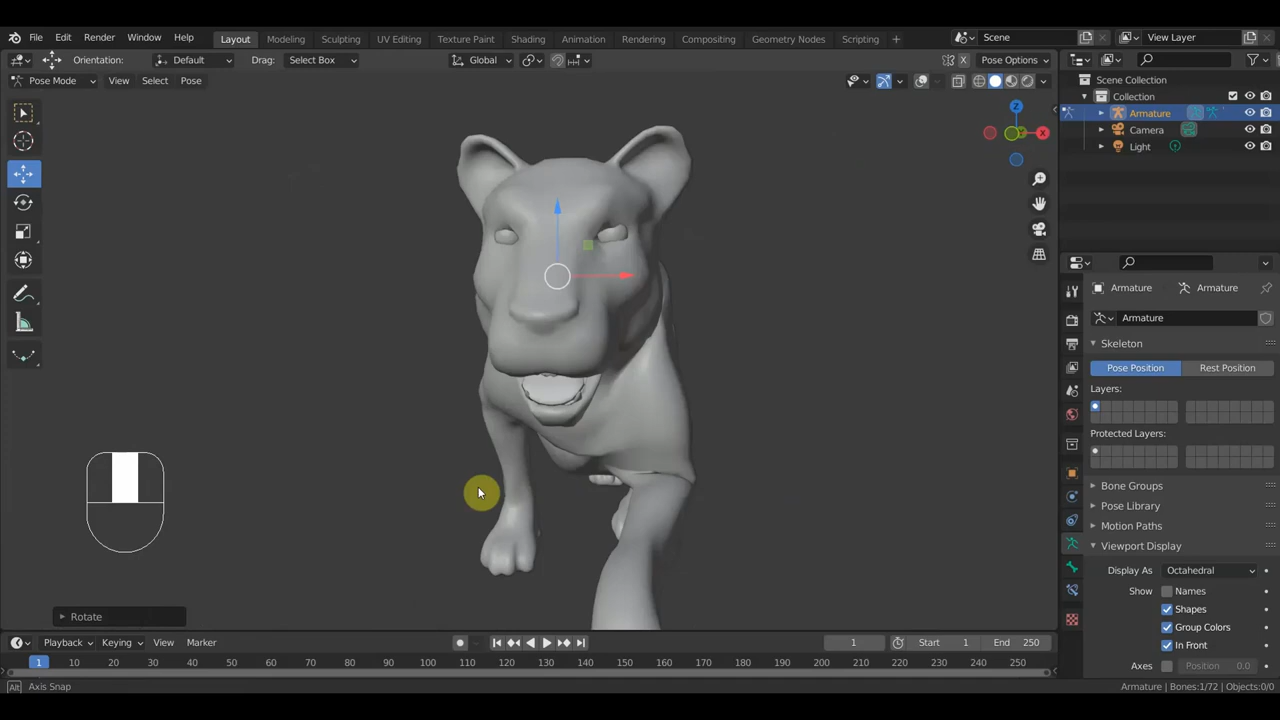 File Edit Render Window Help Layout Modeling Sculpting UV Editing Texture Paint Shading Animation Rendering Compositing Geometry Nodes Scripting + Scene View Layer
Orientation: Default Drag: Select Box Global X Pose Options
Pose Mode View Select Pose
Scene Collection
Collection
Armature
Camera
Light
Z
X
Armature Armature
Armature
Skeleton
Pose Position Rest Position
Layers:
Protected Layers:
Bone Groups
Pose Library
Motion Paths
Viewport Display
Display As Octahedral
Show Names
Shapes
Group Colors
In Front
Axes Position 0.0
Rotate
Playback Keying View Marker 1 Start 1 End 250
1 10 20 30 40 50 60 70 80 90 100 110 120 130 140 150 160 170 180 190 200 210 220 230 240 250
Alt Axis Snap Armature | Bones:1/72 | Objects:0/0